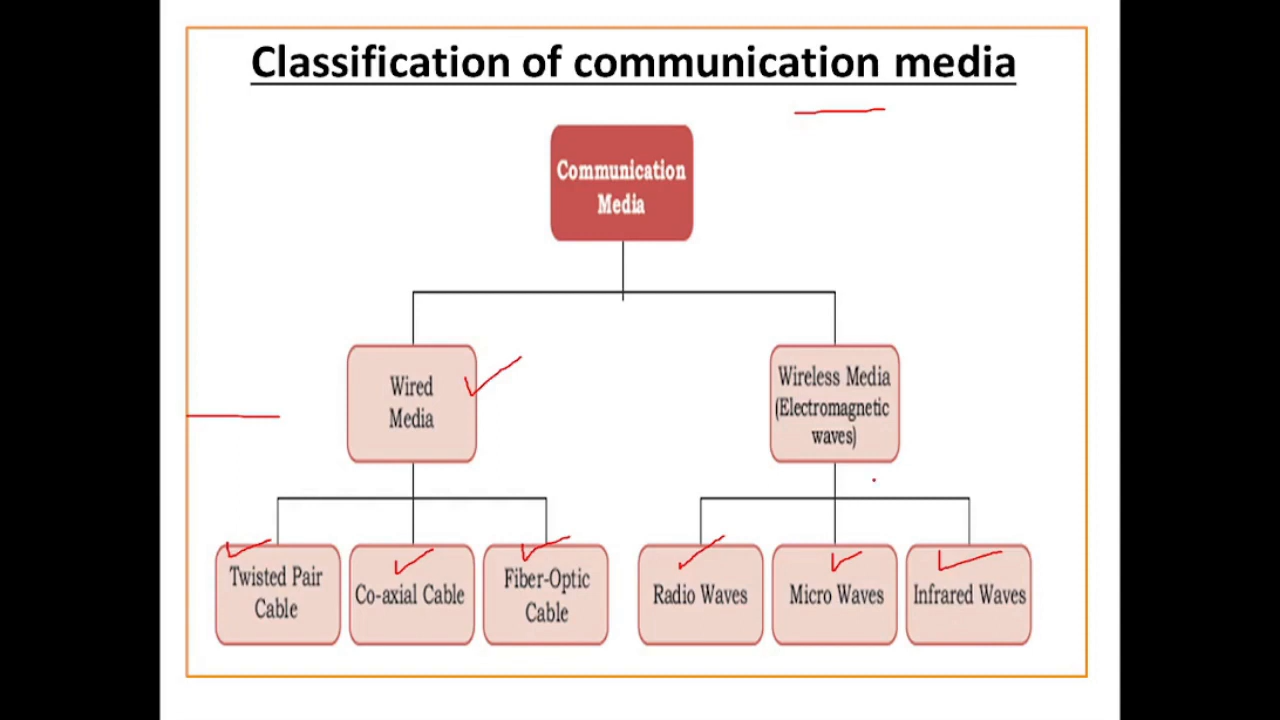 Classification of communication media
Communication
Media
Wired
Media
Wireless Media
(Electromagnetic
waves)
Twisted Pair
Cable
Co-axial Cable
Fiber-Optic
Cable
Radio Waves
Micro Waves
Infrared Waves